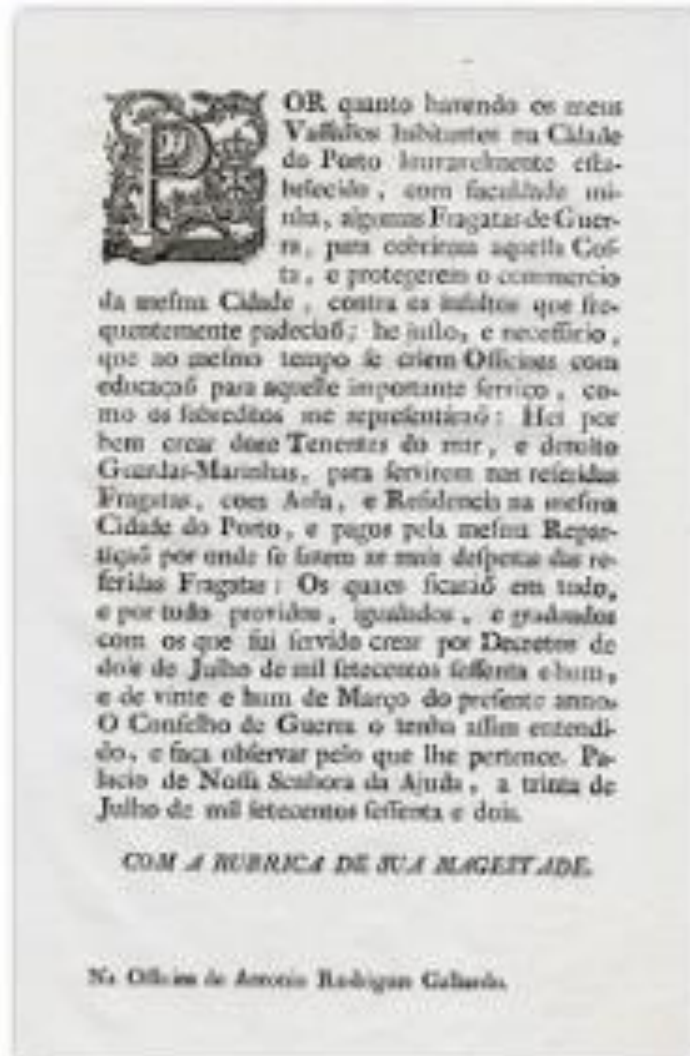 POR quanto havendo os meus
Vaſſallos habitantes na Cidade
do Porto louvavelmente eſta-
belecido, com faculdade mi-
nha, algumas Fragatas de Guer-
ra, para cobrirem aquella Coſ-
ta, e protegerem o commercio
da meſma Cidade, contra os inſultos que fre-
quentemente padeciaõ; he juſto, e neceſſario,
que ao meſmo tempo ſe criem Officiaes com
educaçaõ para aquelle importante ſerviço, co-
mo os ſobreditos me repreſentáraõ: Hei por
bem crear doze Tenentes do mar, e dezoito
Guardas-Marinhas, para ſervirem nas referidas
Fragatas, com Aula, e Reſidencia na meſma
Cidade do Porto, e pagos pela meſma Repar-
tiçaõ por onde ſe fazem as mais deſpezas das re-
feridas Fragatas: Os quaes ficaráõ em tudo,
e por tudo providos, igualados, e graduados
com os que fui ſervido crear por Decretos de
dois de Julho de mil ſetecentos ſeſſenta e hum,
e de vinte e hum de Março do preſente anno.
O Conſelho de Guerra o tenha aſſim entendi-
do, e faça obſervar pelo que lhe pertence. Pa-
lacio de Noſſa Senhora da Ajuda, a trinta de
Julho de mil ſetecentos ſeſſenta e dois.
COM A RUBRICA DE SUA MAGESTADE.
Na Officina de Antonio Rodrigues Galhardo.